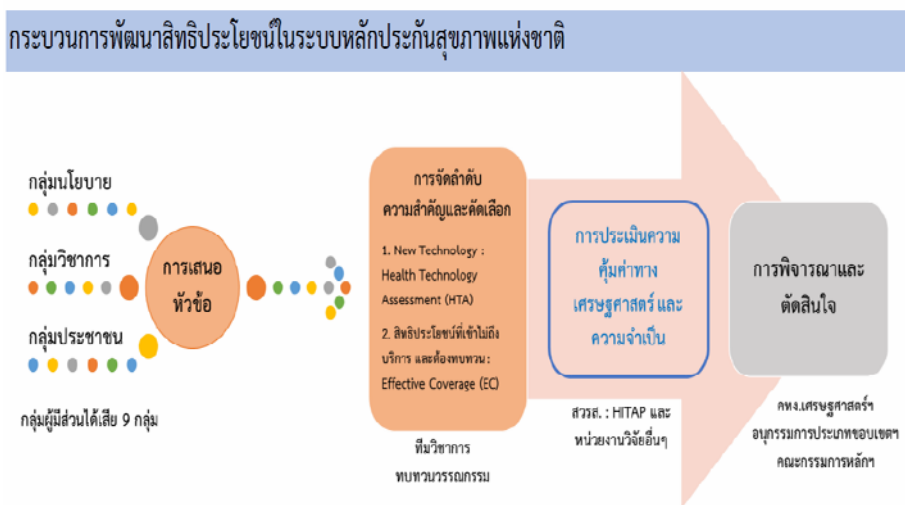 กระบวนการพัฒนาสิทธิประโยชน์ในระบบหลักประกันสุขภาพแห่งชาติ
กลุ่มนโยบาย
กลุ่มวิชาการ
กลุ่มประชาชน
กลุ่มผู้มีส่วนได้เสีย 9 กลุ่ม
การเสนอ
หัวข้อ
การจัดลำดับ
ความสำคัญและคัดเลือก
1. New Technology :
Health Technology
Assessment (HTA)
2. สิทธิประโยชน์ที่เข้าไม่ถึง
บริการ และต้องทบทวน :
Effective Coverage (EC)
ทีมวิชาการ
ทบทวนวรรณกรรม
การประเมินความ
คุ้มค่าทาง
เศรษฐศาสตร์ และ
ความจำเป็น
สวรส. : HITAP และ
หน่วยงานวิจัยอื่นๆ
การพิจารณาและ
ตัดสินใจ
คทง.เศรษฐศาสตร์ฯ
อนุกรรมการประเภทขอบเขตฯ
คณะกรรมการหลักฯ